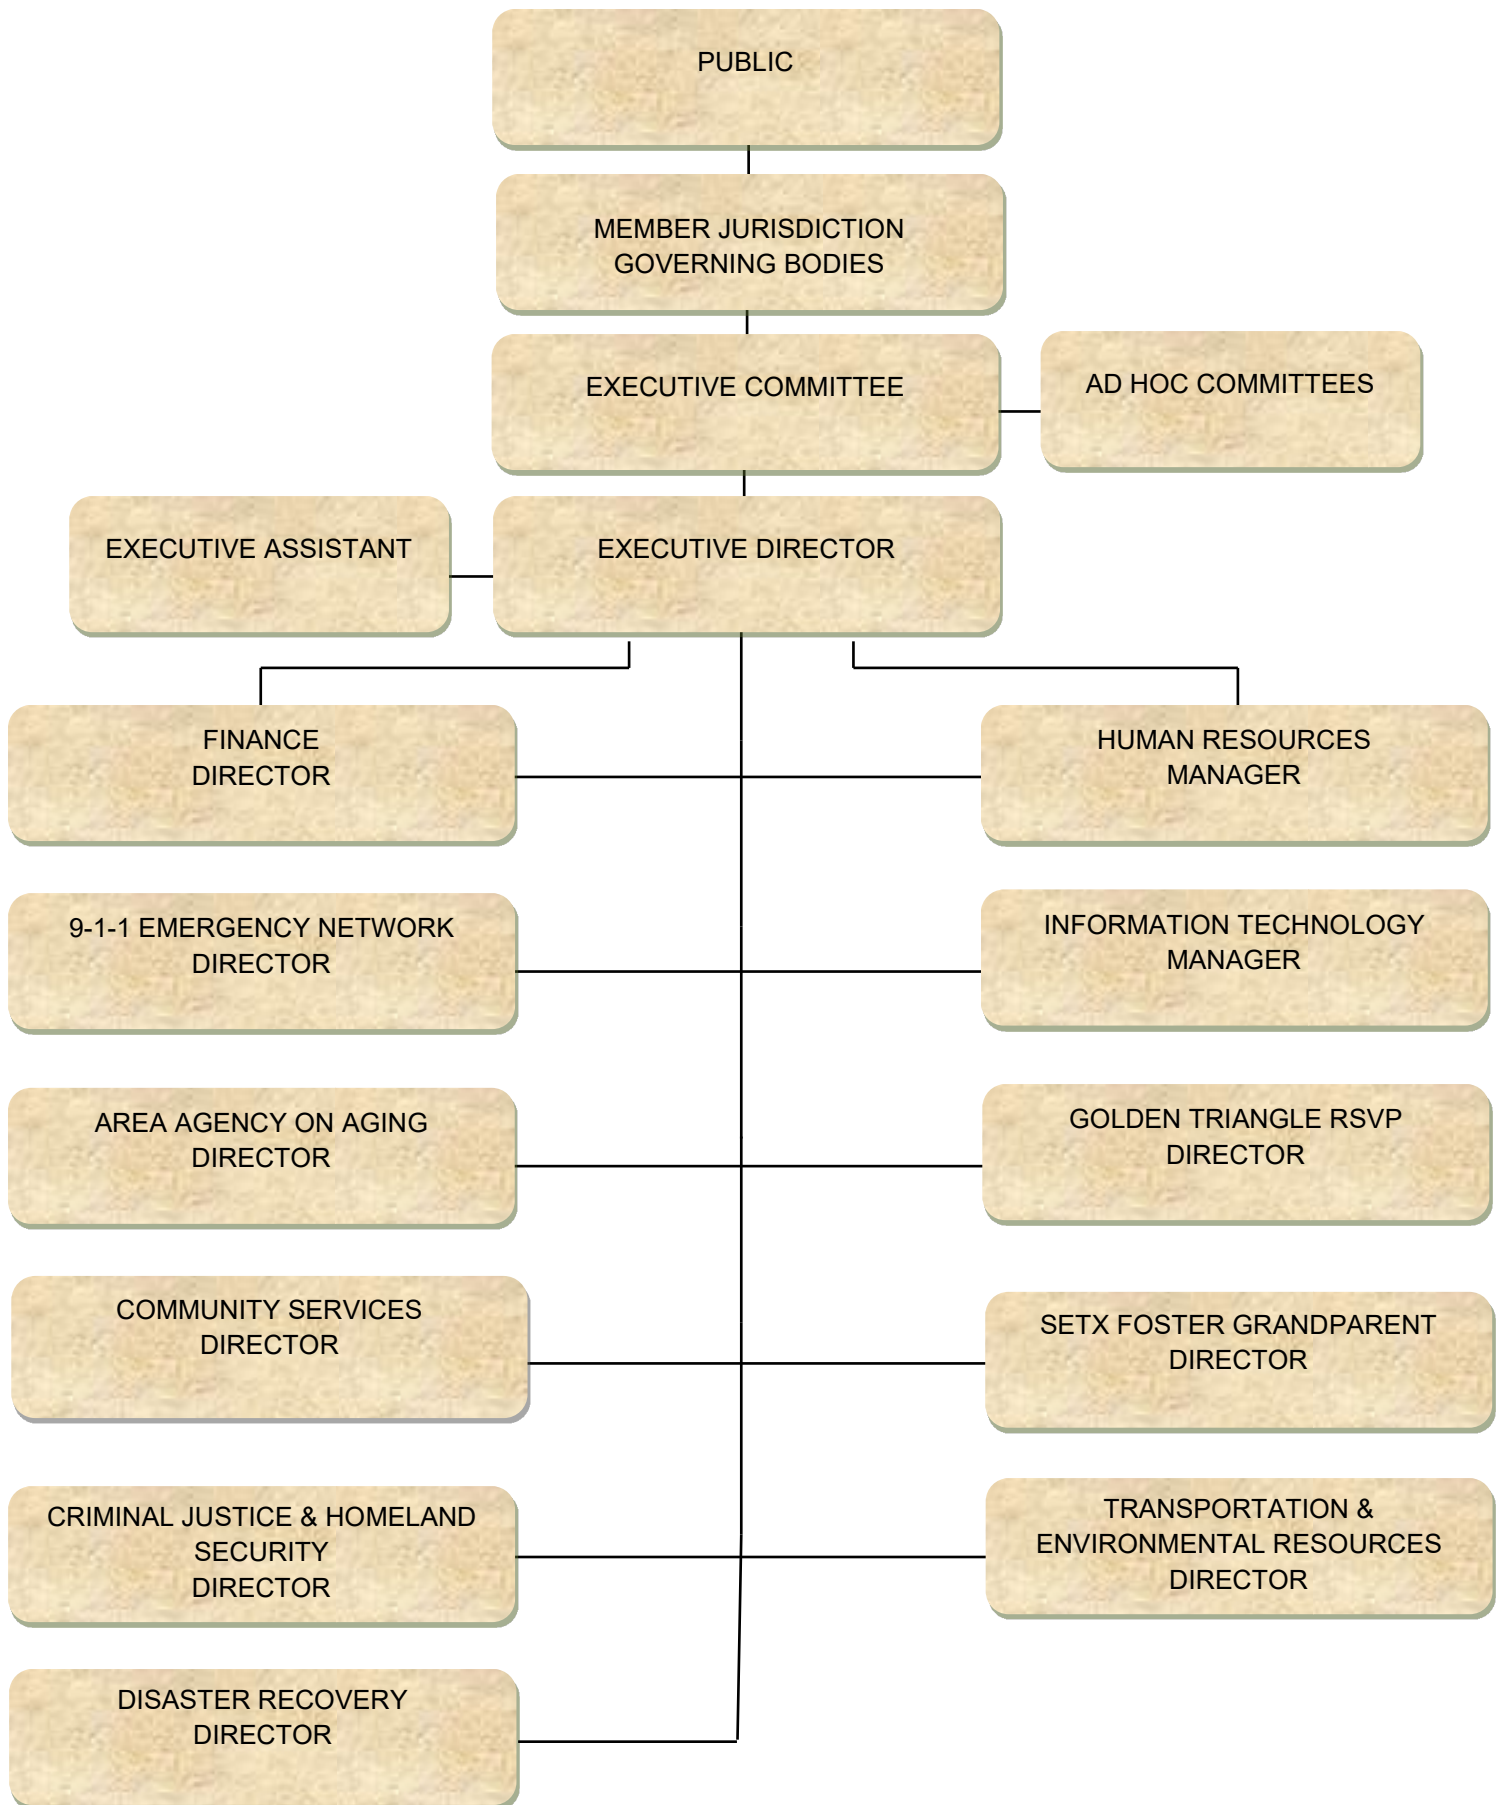 PUBLIC
MEMBER JURISDICTION
GOVERNING BODIES
EXECUTIVE COMMITTEE
AD HOC COMMITTEES
EXECUTIVE ASSISTANT
EXECUTIVE DIRECTOR
FINANCE
DIRECTOR
HUMAN RESOURCES
MANAGER
9-1-1 EMERGENCY NETWORK
DIRECTOR
INFORMATION TECHNOLOGY
MANAGER
AREA AGENCY ON AGING
DIRECTOR
GOLDEN TRIANGLE RSVP
DIRECTOR
COMMUNITY SERVICES
DIRECTOR
SETX FOSTER GRANDPARENT
DIRECTOR
CRIMINAL JUSTICE & HOMELAND
SECURITY
DIRECTOR
TRANSPORTATION &
ENVIRONMENTAL RESOURCES
DIRECTOR
DISASTER RECOVERY
DIRECTOR